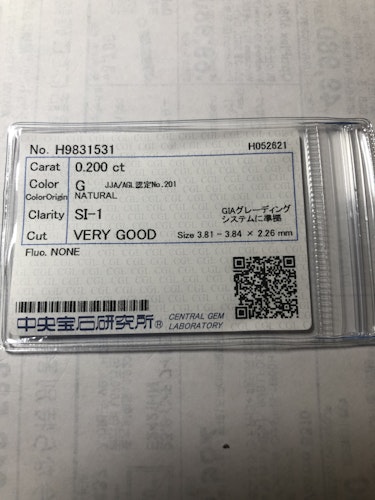 No. H9831531 H052621
Carat 0.200 ct
Color G JJA/AGL認定No.201
ColorOrigin NATURAL
Clarity SI-1 GIAグレーディング
システムに準拠
Cut VERY GOOD Size 3.81 - 3.84 × 2.26 mm
Fluo. NONE
中央宝石研究所® CENTRAL GEM
LABORATORY